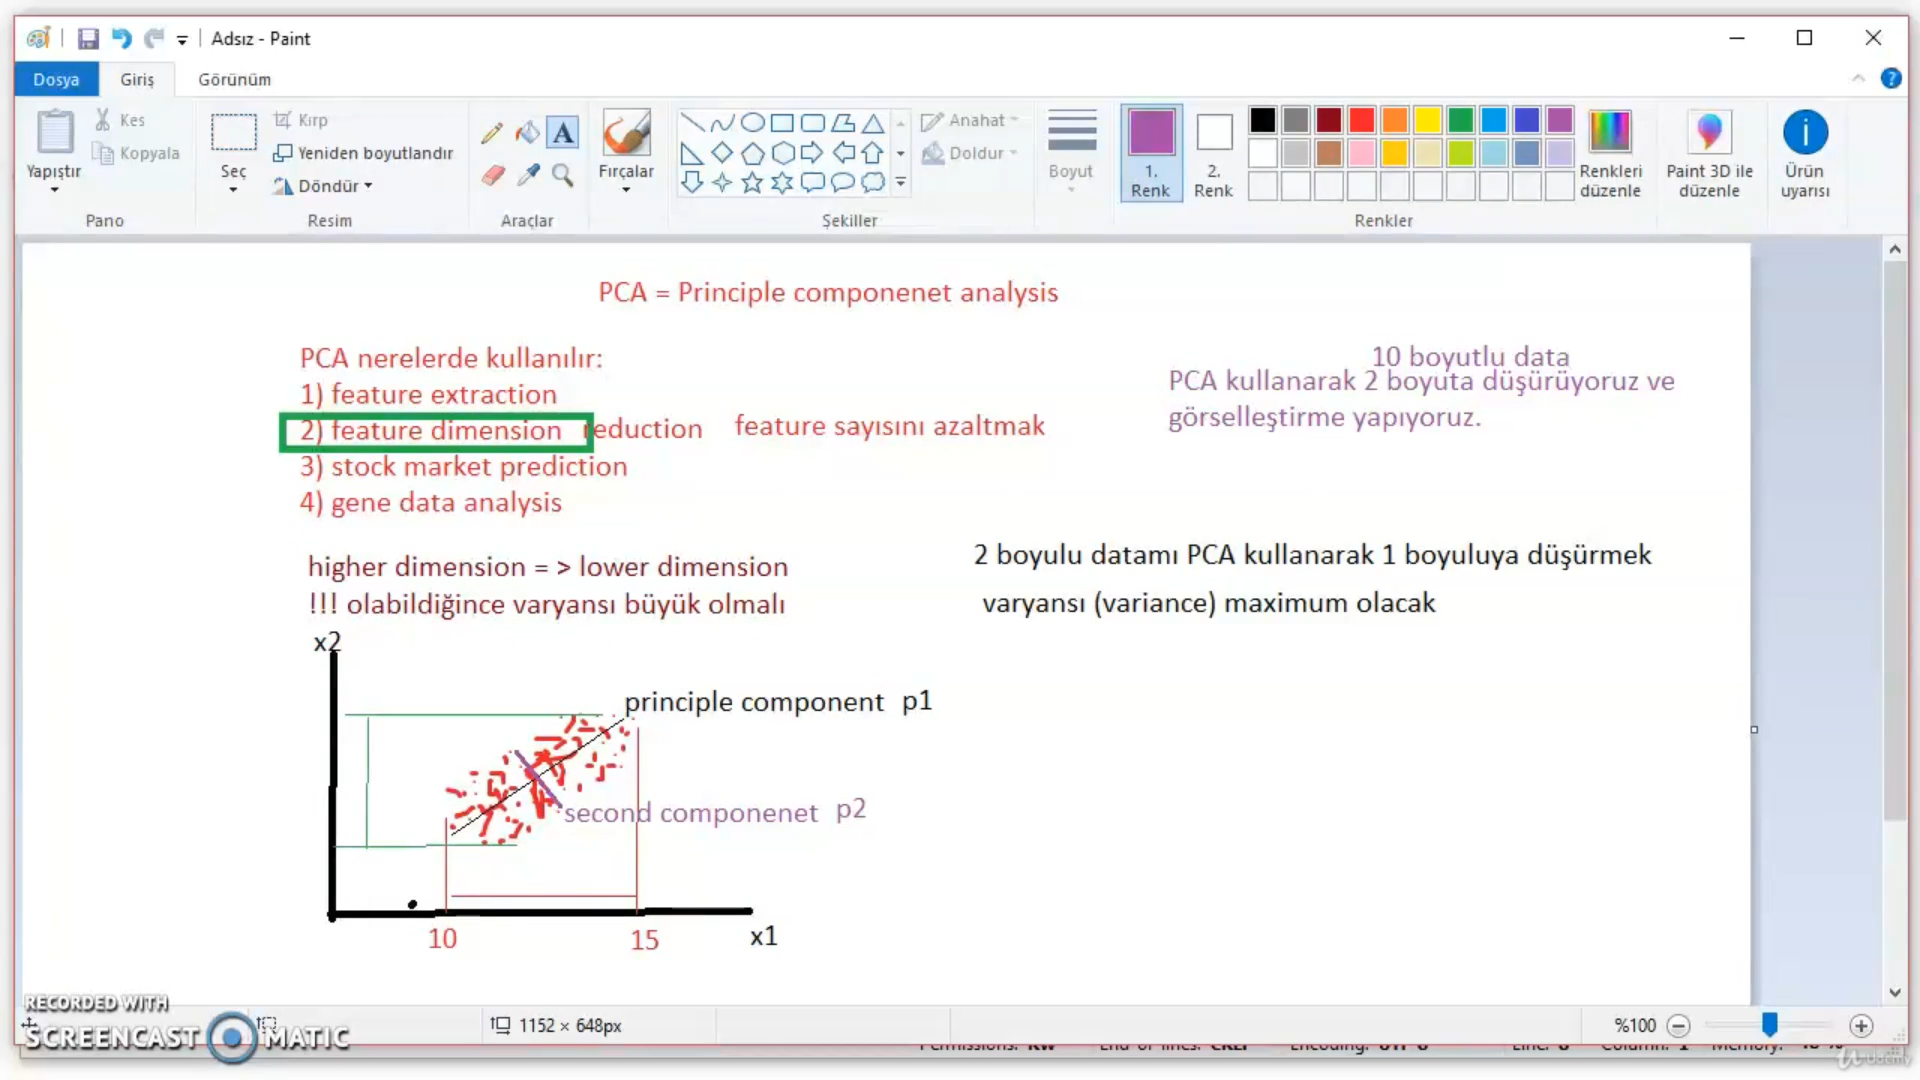 Adsız - Paint
Dosya
Giriş
Görünüm
Yapıştır
Kes
Kopyala
Pano
Seç
Kırp
Yeniden boyutlandır
Döndür
Resim
A
Araçlar
Fırçalar
Şekiller
Anahat
Doldur
Boyut
1.
Renk
2.
Renk
Renkler
Renkleri
düzenle
Paint 3D ile
düzenle
Ürün
uyarısı
PCA = Principle componenet analysis
PCA nerelerde kullanılır:
1) feature extraction
2) feature dimension reduction feature sayısını azaltmak
3) stock market prediction
4) gene data analysis
10 boyutlu data
PCA kullanarak 2 boyuta düşürüyoruz ve
görselleştirme yapıyoruz.
higher dimension = > lower dimension
!!! olabildiğince varyansı büyük olmalı
2 boyulu datamı PCA kullanarak 1 boyuluya düşürmek
varyansı (variance) maximum olacak
x2
principle component p1
second componenet p2
10
15
x1
RECORDED WITH
SCREENCAST MATIC
1152 × 648px
%100
Udemy